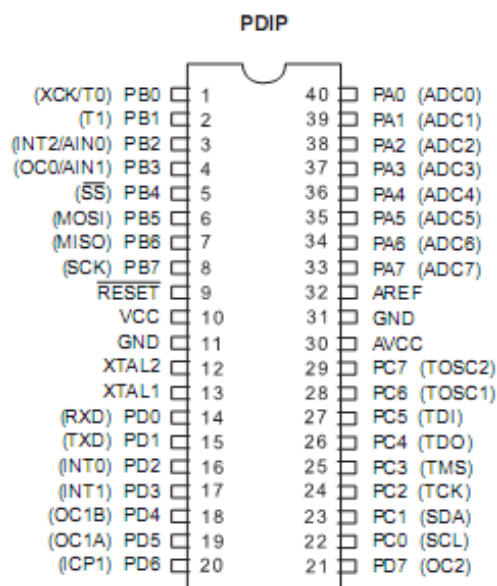 PDIP
(XCK/T0) PB0 1 40 PA0 (ADC0)
(T1) PB1 2 39 PA1 (ADC1)
(INT2/AIN0) PB2 3 38 PA2 (ADC2)
(OC0/AIN1) PB3 4 37 PA3 (ADC3)
(SS) PB4 5 36 PA4 (ADC4)
(MOSI) PB5 6 35 PA5 (ADC5)
(MISO) PB6 7 34 PA6 (ADC6)
(SCK) PB7 8 33 PA7 (ADC7)
RESET 9 32 AREF
VCC 10 31 GND
GND 11 30 AVCC
XTAL2 12 29 PC7 (TOSC2)
XTAL1 13 28 PC6 (TOSC1)
(RXD) PD0 14 27 PC5 (TDI)
(TXD) PD1 15 26 PC4 (TDO)
(INT0) PD2 16 25 PC3 (TMS)
(INT1) PD3 17 24 PC2 (TCK)
(OC1B) PD4 18 23 PC1 (SDA)
(OC1A) PD5 19 22 PC0 (SCL)
(ICP1) PD6 20 21 PD7 (OC2)